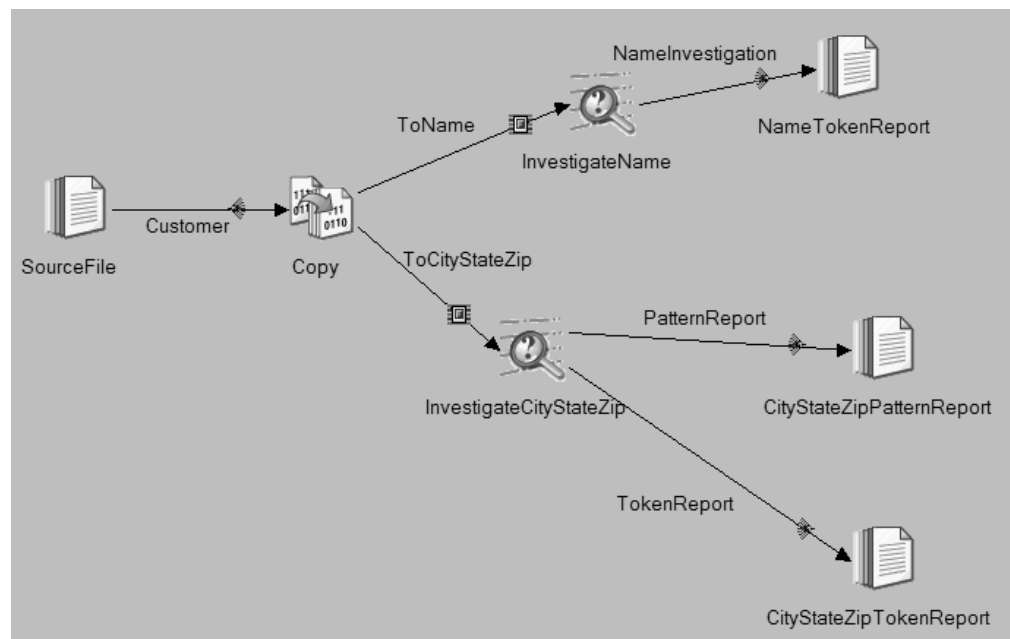 NameInvestigation
NameTokenReport
ToName
InvestigateName
Customer
SourceFile
Copy
ToCityStateZip
PatternReport
InvestigateCityStateZip
CityStateZipPatternReport
TokenReport
CityStateZipTokenReport